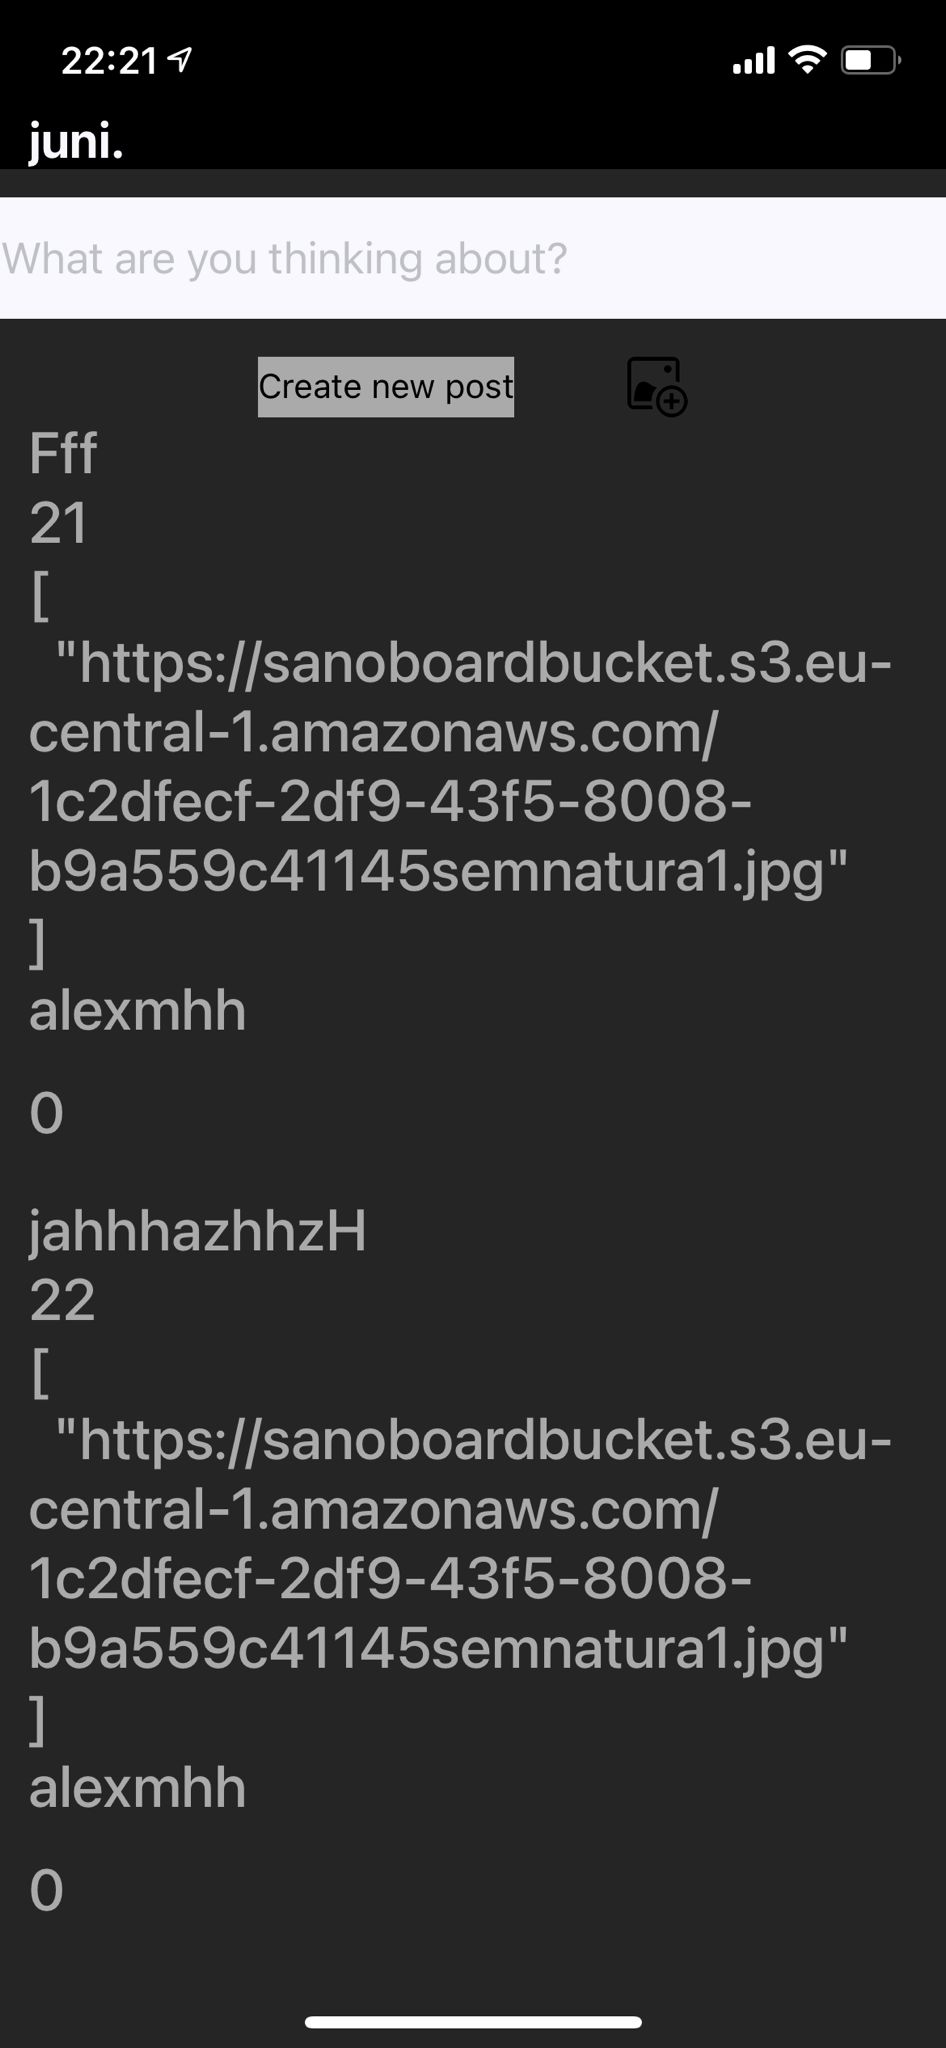 22:21
juni.
What are you thinking about?
Create new post
Fff
21
[
"https://sanoboardbucket.s3.eu-
central-1.amazonaws.com/
1c2dfecf-2df9-43f5-8008-
b9a559c41145semnatura1.jpg"
]
alexmhh
0
jahhhazhhzH
22
[
"https://sanoboardbucket.s3.eu-
central-1.amazonaws.com/
1c2dfecf-2df9-43f5-8008-
b9a559c41145semnatura1.jpg"
]
alexmhh
0